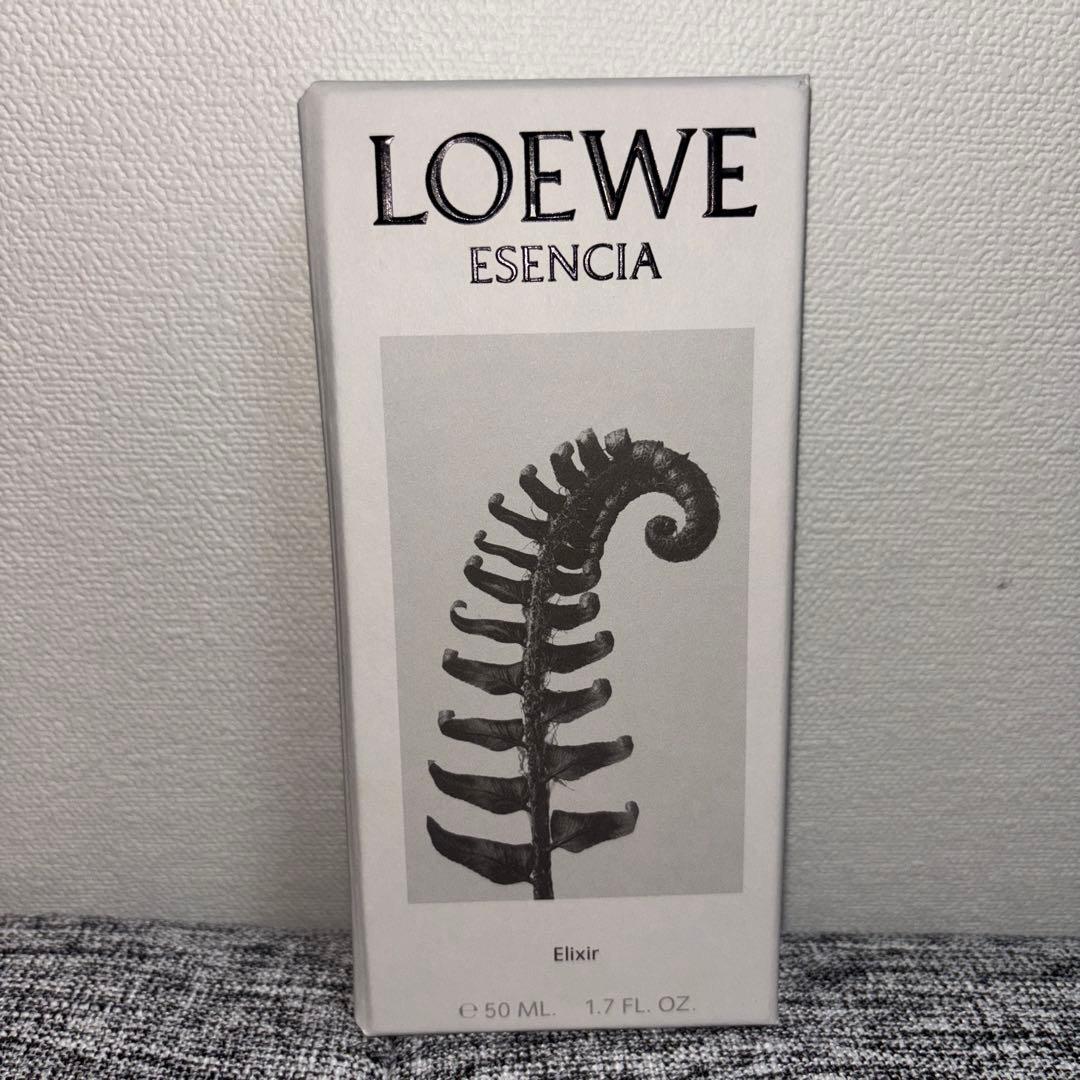 LOEWE
ESENCIA
Elixir
℮ 50 ML. 1.7 FL. OZ.